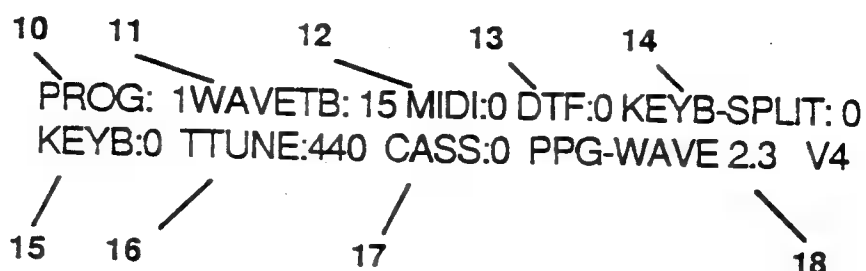 10 11 12 13 14
PROG: 1WAVETB: 15 MIDI:0 DTF:0 KEYB-SPLIT: 0
KEYB:0 TTUNE:440 CASS:0 PPG-WAVE 2.3 V4
15 16 17 18